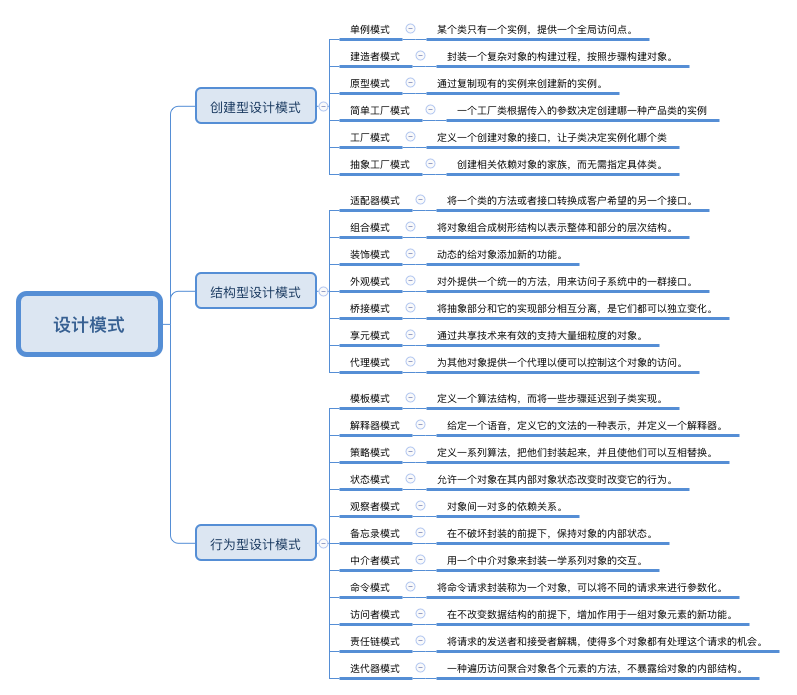 设计模式
创建型设计模式
单例模式 某个类只有一个实例，提供一个全局访问点。
建造者模式 封装一个复杂对象的构建过程，按照步骤构建对象。
原型模式 通过复制现有的实例来创建新的实例。
简单工厂模式 一个工厂类根据传入的参数决定创建哪一种产品类的实例
工厂模式 定义一个创建对象的接口，让子类决定实例化哪个类
抽象工厂模式 创建相关依赖对象的家族，而无需指定具体类。
结构型设计模式
适配器模式 将一个类的方法或者接口转换成客户希望的另一个接口。
组合模式 将对象组合成树形结构以表示整体和部分的层次结构。
装饰模式 动态的给对象添加新的功能。
外观模式 对外提供一个统一的方法，用来访问子系统中的一群接口。
桥接模式 将抽象部分和它的实现部分相互分离，是它们都可以独立变化。
享元模式 通过共享技术来有效的支持大量细粒度的对象。
代理模式 为其他对象提供一个代理以便可以控制这个对象的访问。
行为型设计模式
模板模式 定义一个算法结构，而将一些步骤延迟到子类实现。
解释器模式 给定一个语音，定义它的文法的一种表示，并定义一个解释器。
策略模式 定义一系列算法，把他们封装起来，并且使他们可以互相替换。
状态模式 允许一个对象在其内部对象状态改变时改变它的行为。
观察者模式 对象间一对多的依赖关系。
备忘录模式 在不破坏封装的前提下，保持对象的内部状态。
中介者模式 用一个中介对象来封装一学系列对象的交互。
命令模式 将命令请求封装称为一个对象，可以将不同的请求来进行参数化。
访问者模式 在不改变数据结构的前提下，增加作用于一组对象元素的新功能。
责任链模式 将请求的发送者和接受者解耦，使得多个对象都有处理这个请求的机会。
迭代器模式 一种遍历访问聚合对象各个元素的方法，不暴露给对象的内部结构。